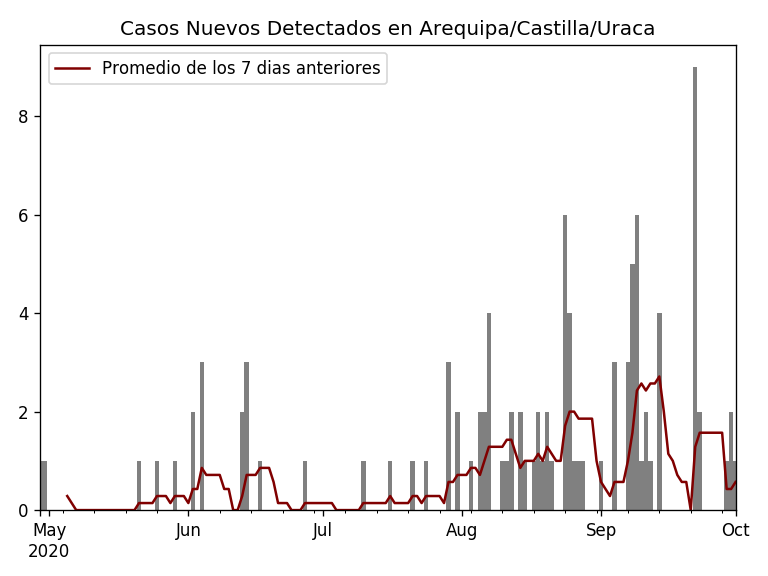 Casos Nuevos Detectados en Arequipa/Castilla/Uraca
Promedio de los 7 dias anteriores
8
6
4
2
0
May Jun Jul Aug Sep Oct
2020